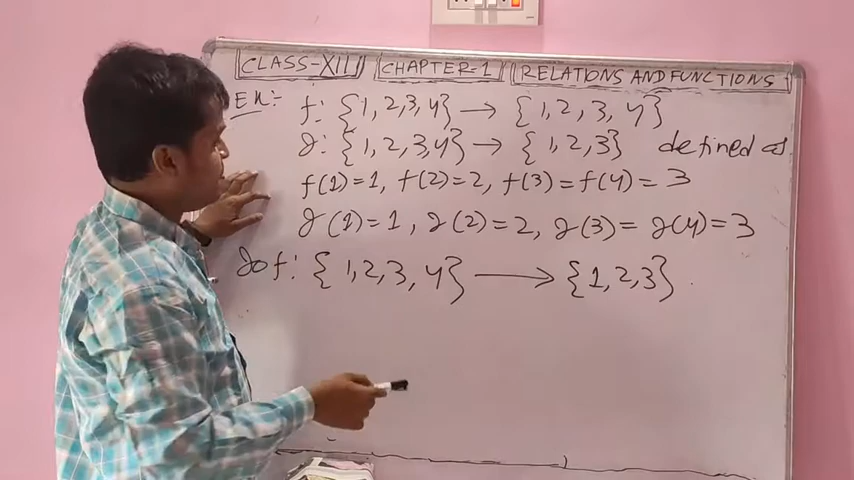 CLASS-XII CHAPTER-1 RELATIONS AND FUNCTIONS
Ex:- f: {1,2,3,4} → {1,2,3,4}
g: {1,2,3,4} → {1,2,3} defined as
f(1)=1, f(2)=2, f(3)=f(4)=3
g(1)=1, g(2)=2, g(3)=g(4)=3
gof: {1,2,3,4} → {1,2,3}